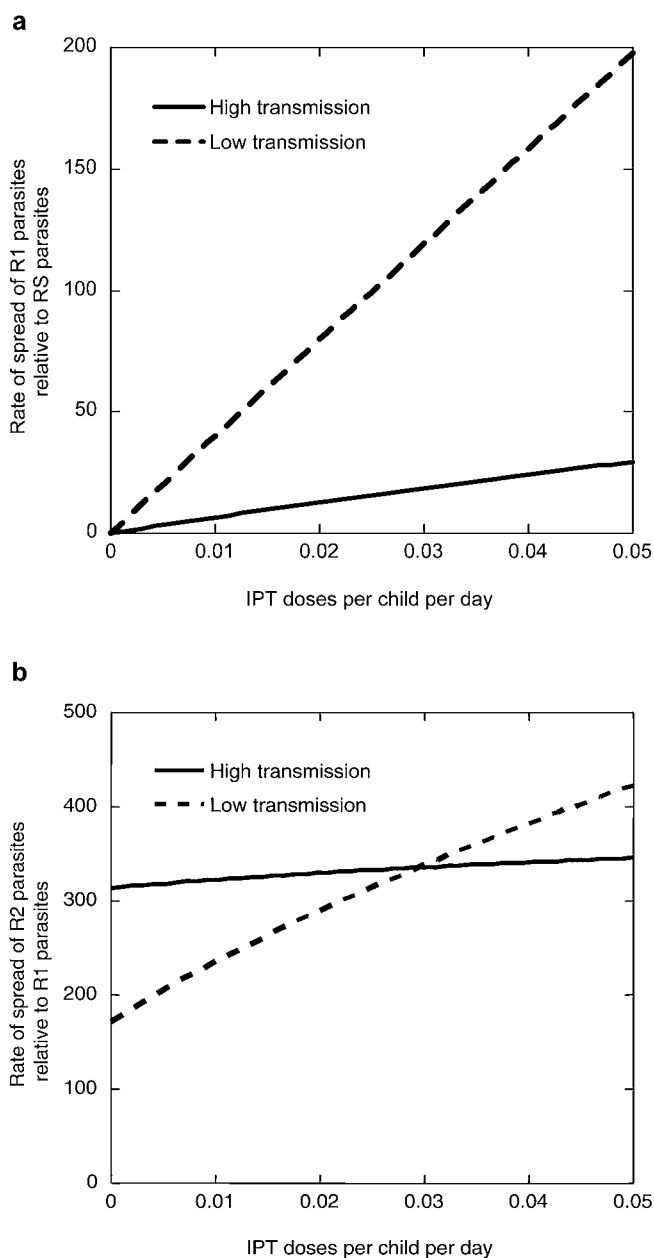 a
200
150
100
50
0
High transmission
Low transmission
Rate of spread of R1 parasites
relative to RS parasites
0 0.01 0.02 0.03 0.04 0.05
IPT doses per child per day
b
500
400
300
200
100
0
High transmission
Low transmission
Rate of spread of R2 parasites
relative to R1 parasites
0 0.01 0.02 0.03 0.04 0.05
IPT doses per child per day